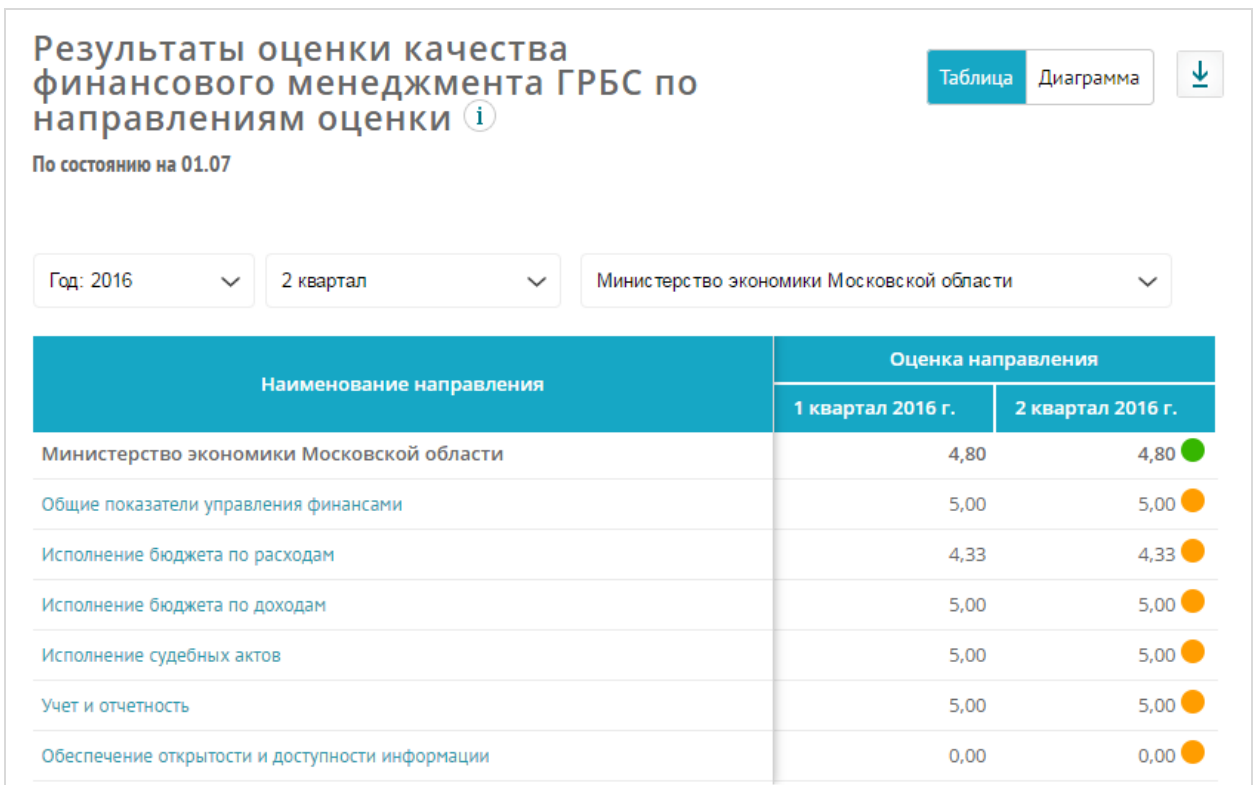 Результаты оценки качества
финансового менеджмента ГРБС по
направлениям оценки i
По состоянию на 01.07
Таблица Диаграмма
Год: 2016 2 квартал Министерство экономики Московской области
Наименование направления Оценка направления
1 квартал 2016 г. 2 квартал 2016 г.
Министерство экономики Московской области 4,80 4,80
Общие показатели управления финансами 5,00 5,00
Исполнение бюджета по расходам 4,33 4,33
Исполнение бюджета по доходам 5,00 5,00
Исполнение судебных актов 5,00 5,00
Учет и отчетность 5,00 5,00
Обеспечение открытости и доступности информации 0,00 0,00